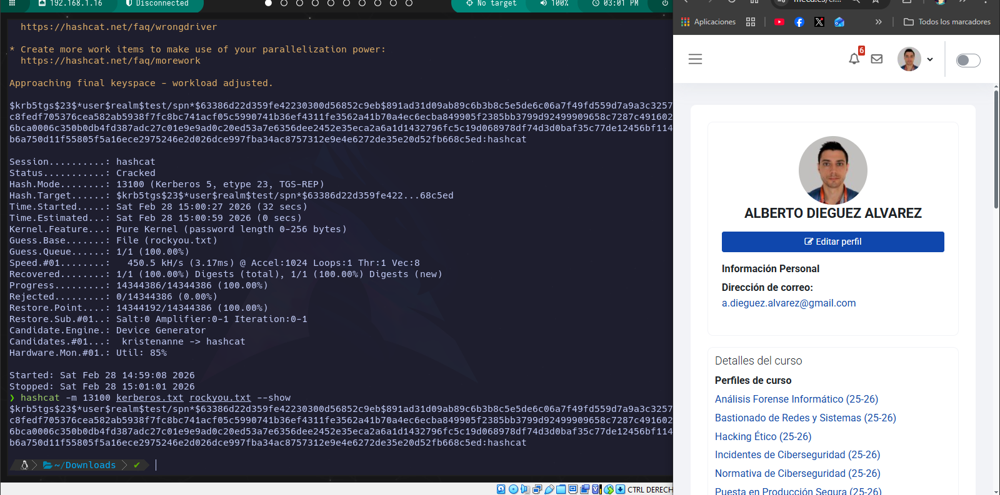 192.168.1.16
Disconnected
No target
100%
03:01 PM
https://hashcat.net/faq/wrongdriver
* Create more work items to make use of your parallelization power:
https://hashcat.net/faq/morework
Approaching final keyspace - workload adjusted.
$krb5tgs$23$*user$realm$test/spn*$63386d22d359fe42230300d56852c9eb$891ad31d09ab89c6b3b8c5e5de6c06a7f49fd559d7a9a3c3257
c8fedf705376cea582ab5938f7fc8bc741acf05c5990741b36ef4311fe3562a41b70a4ec6ecba849905f2385bb3799d92499909658c7287c491602
6bca0006c350b0db4fd387adc27c01e9e9ad0c20ed53a7e6356dee2452e35eca2a6a1d1432796fc5c19d068978df74d3d0baf35c77de12456bf114
b6a750d11f55805f5a16ece2975246e2d026dce997fba34ac8757312e9e4e6272de35e20d52fb668c5ed:hashcat
Session..........: hashcat
Status...........: Cracked
Hash.Mode........: 13100 (Kerberos 5, etype 23, TGS-REP)
Hash.Target......: $krb5tgs$23$*user$realm$test/spn*$63386d22d359fe422...68c5ed
Time.Started.....: Sat Feb 28 15:00:27 2026 (32 secs)
Time.Estimated...: Sat Feb 28 15:00:59 2026 (0 secs)
Kernel.Feature...: Pure Kernel (password length 0-256 bytes)
Guess.Base.......: File (rockyou.txt)
Guess.Queue......: 1/1 (100.00%)
Speed.#01........:   450.5 kH/s (3.17ms) @ Accel:1024 Loops:1 Thr:1 Vec:8
Recovered........: 1/1 (100.00%) Digests (total), 1/1 (100.00%) Digests (new)
Progress.........: 14344386/14344386 (100.00%)
Rejected.........: 0/14344386 (0.00%)
Restore.Point....: 14344192/14344386 (100.00%)
Restore.Sub.#01..: Salt:0 Amplifier:0-1 Iteration:0-1
Candidate.Engine.: Device Generator
Candidates.#01...:  kristenanne -> hashcat
Hardware.Mon.#01.: Util: 85%
Started: Sat Feb 28 14:59:08 2026
Stopped: Sat Feb 28 15:01:01 2026
❯ hashcat -m 13100 kerberos.txt rockyou.txt --show
$krb5tgs$23$*user$realm$test/spn*$63386d22d359fe42230300d56852c9eb$891ad31d09ab89c6b3b8c5e5de6c06a7f49fd559d7a9a3c3257
c8fedf705376cea582ab5938f7fc8bc741acf05c5990741b36ef4311fe3562a41b70a4ec6ecba849905f2385bb3799d92499909658c7287c491602
6bca0006c350b0db4fd387adc27c01e9e9ad0c20ed53a7e6356dee2452e35eca2a6a1d1432796fc5c19d068978df74d3d0baf35c77de12456bf114
b6a750d11f55805f5a16ece2975246e2d026dce997fba34ac8757312e9e4e6272de35e20d52fb668c5ed:hashcat
~/Downloads
CTRL DERECH
Aplicaciones
Todos los marcadores
6
ALBERTO DIEGUEZ ALVAREZ
Editar perfil
Información Personal
Dirección de correo:
a.dieguez.alvarez@gmail.com
Detalles del curso
Perfiles de curso
Análisis Forense Informático (25-26)
Bastionado de Redes y Sistemas (25-26)
Hacking Ético (25-26)
Incidentes de Ciberseguridad (25-26)
Normativa de Ciberseguridad (25-26)
Puesta en Producción Segura (25-26)